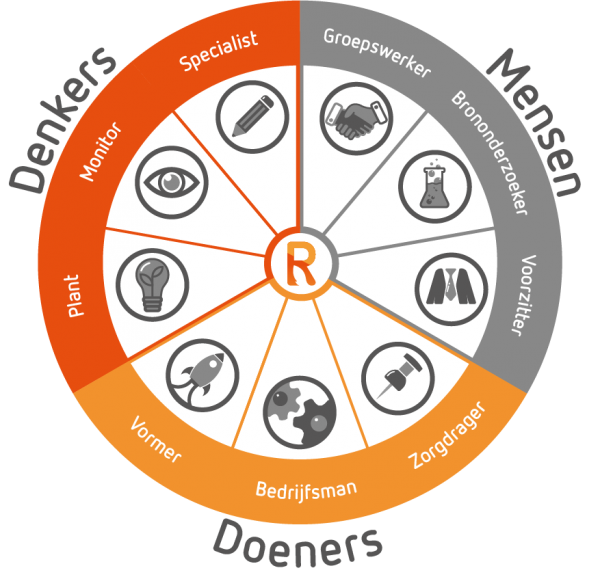 Denkers
Specialist
Monitor
Plant
Mensen
Groepswerker
Brononderzoeker
Voorzitter
R
Doeners
Vormer
Bedrijfsman
Zorgdrager